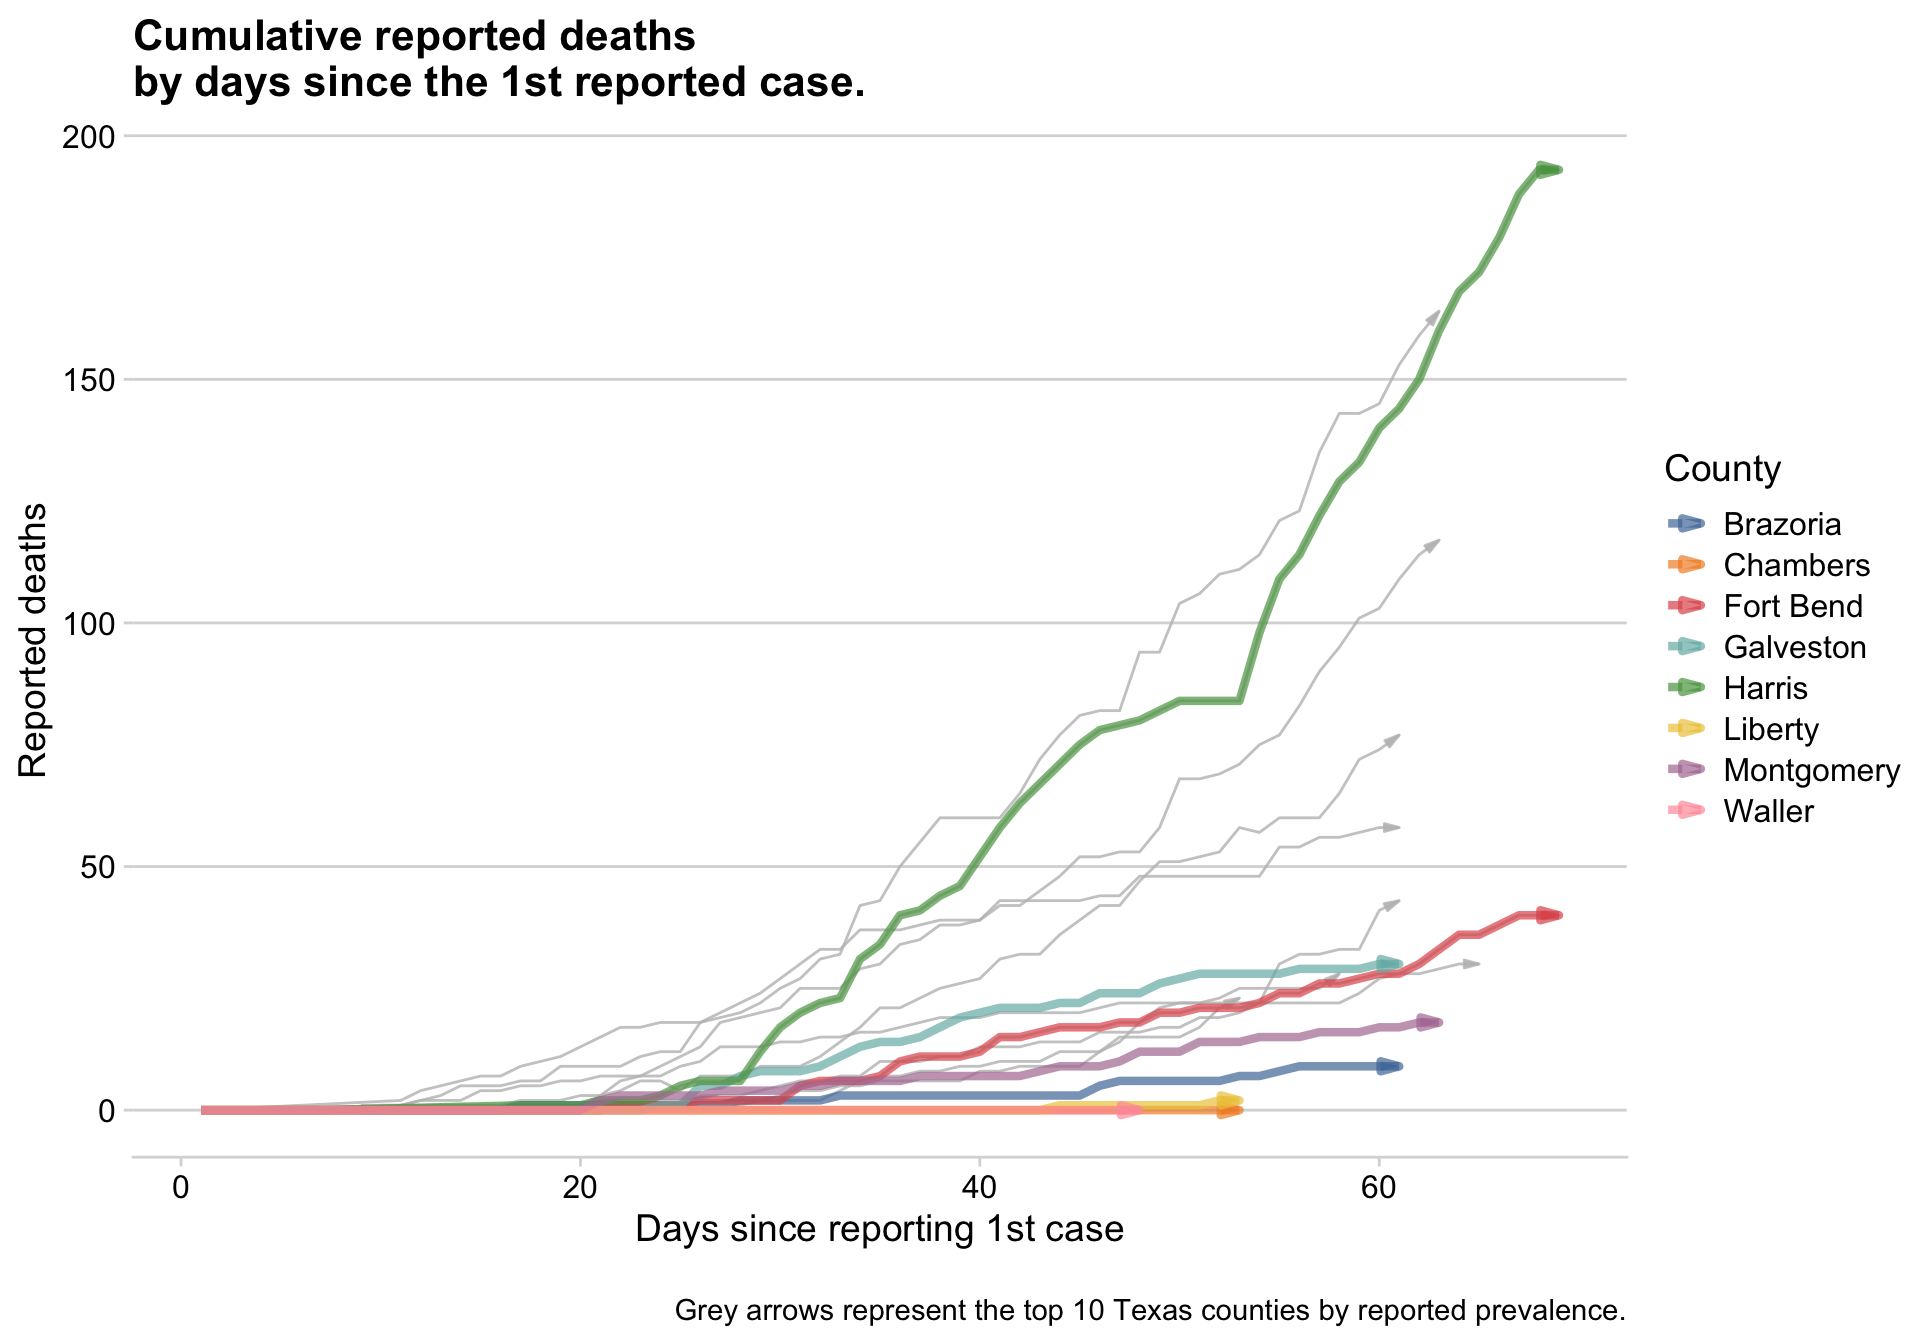 Cumulative reported deaths
by days since the 1st reported case.
200
150
100
50
0
Reported deaths
0 20 40 60
Days since reporting 1st case
County
Brazoria
Chambers
Fort Bend
Galveston
Harris
Liberty
Montgomery
Waller
Grey arrows represent the top 10 Texas counties by reported prevalence.